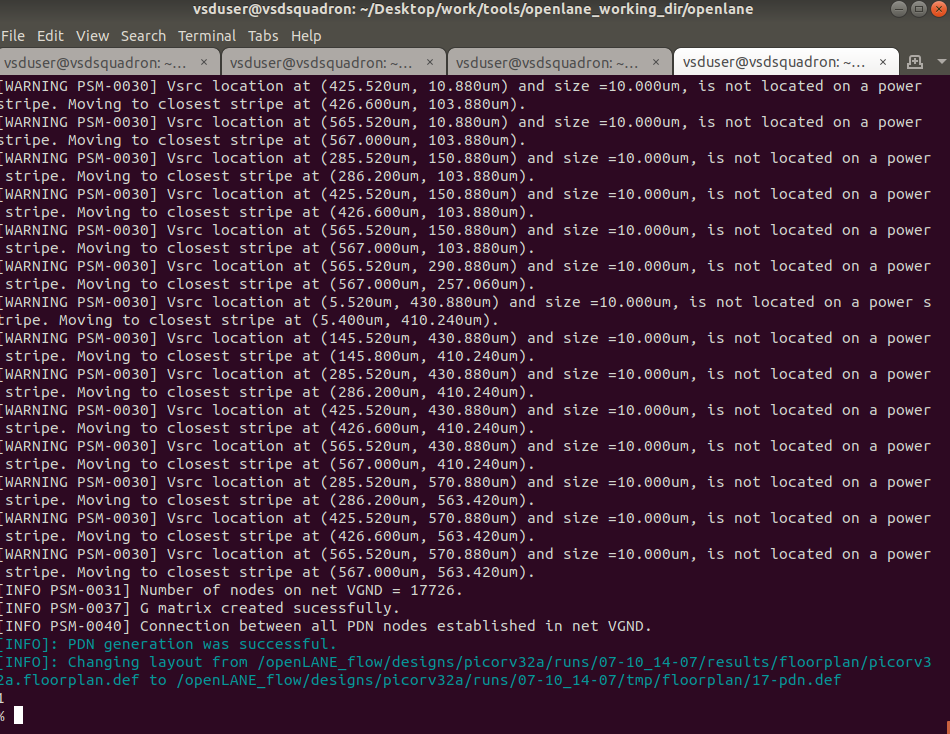 vsduser@vsdsquadron: ~/Desktop/work/tools/openlane_working_dir/openlane
File Edit View Search Terminal Tabs Help
vsduser@vsdsquadron: ~... × vsduser@vsdsquadron: ~... × vsduser@vsdsquadron: ~... × vsduser@vsdsquadron: ~... ×
[WARNING PSM-0030] Vsrc location at (425.520um, 10.880um) and size =10.000um, is not located on a power
stripe. Moving to closest stripe at (426.600um, 103.880um).
[WARNING PSM-0030] Vsrc location at (565.520um, 10.880um) and size =10.000um, is not located on a power
stripe. Moving to closest stripe at (567.000um, 103.880um).
[WARNING PSM-0030] Vsrc location at (285.520um, 150.880um) and size =10.000um, is not located on a power
stripe. Moving to closest stripe at (286.200um, 103.880um).
[WARNING PSM-0030] Vsrc location at (425.520um, 150.880um) and size =10.000um, is not located on a power
stripe. Moving to closest stripe at (426.600um, 103.880um).
[WARNING PSM-0030] Vsrc location at (565.520um, 150.880um) and size =10.000um, is not located on a power
stripe. Moving to closest stripe at (567.000um, 103.880um).
[WARNING PSM-0030] Vsrc location at (565.520um, 290.880um) and size =10.000um, is not located on a power
stripe. Moving to closest stripe at (567.000um, 257.060um).
[WARNING PSM-0030] Vsrc location at (5.520um, 430.880um) and size =10.000um, is not located on a power s
tripe. Moving to closest stripe at (5.400um, 410.240um).
[WARNING PSM-0030] Vsrc location at (145.520um, 430.880um) and size =10.000um, is not located on a power
stripe. Moving to closest stripe at (145.800um, 410.240um).
[WARNING PSM-0030] Vsrc location at (285.520um, 430.880um) and size =10.000um, is not located on a power
stripe. Moving to closest stripe at (286.200um, 410.240um).
[WARNING PSM-0030] Vsrc location at (425.520um, 430.880um) and size =10.000um, is not located on a power
stripe. Moving to closest stripe at (426.600um, 410.240um).
[WARNING PSM-0030] Vsrc location at (565.520um, 430.880um) and size =10.000um, is not located on a power
stripe. Moving to closest stripe at (567.000um, 410.240um).
[WARNING PSM-0030] Vsrc location at (285.520um, 570.880um) and size =10.000um, is not located on a power
stripe. Moving to closest stripe at (286.200um, 563.420um).
[WARNING PSM-0030] Vsrc location at (425.520um, 570.880um) and size =10.000um, is not located on a power
stripe. Moving to closest stripe at (426.600um, 563.420um).
[WARNING PSM-0030] Vsrc location at (565.520um, 570.880um) and size =10.000um, is not located on a power
stripe. Moving to closest stripe at (567.000um, 563.420um).
[INFO PSM-0031] Number of nodes on net VGND = 17726.
[INFO PSM-0037] G matrix created sucessfully.
[INFO PSM-0040] Connection between all PDN nodes established in net VGND.
[INFO]: PDN generation was successful.
[INFO]: Changing layout from /openLANE_flow/designs/picorv32a/runs/07-10_14-07/results/floorplan/picorv3
2a.floorplan.def to /openLANE_flow/designs/picorv32a/runs/07-10_14-07/tmp/floorplan/17-pdn.def
1
%